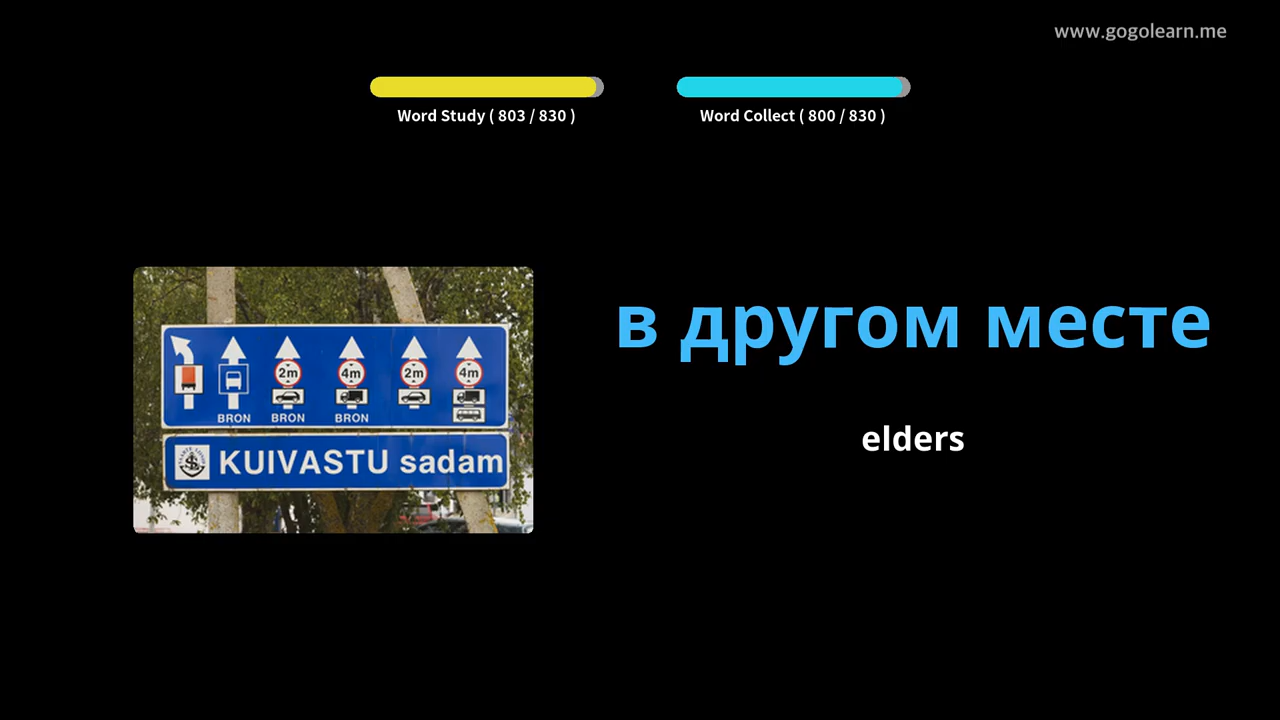 www.gogolearn.me
Word Study ( 803 / 830 )
Word Collect ( 800 / 830 )
в другом месте
elders
2m
4m
2m
4m
BRON
BRON
BRON
KUIVASTU sadam